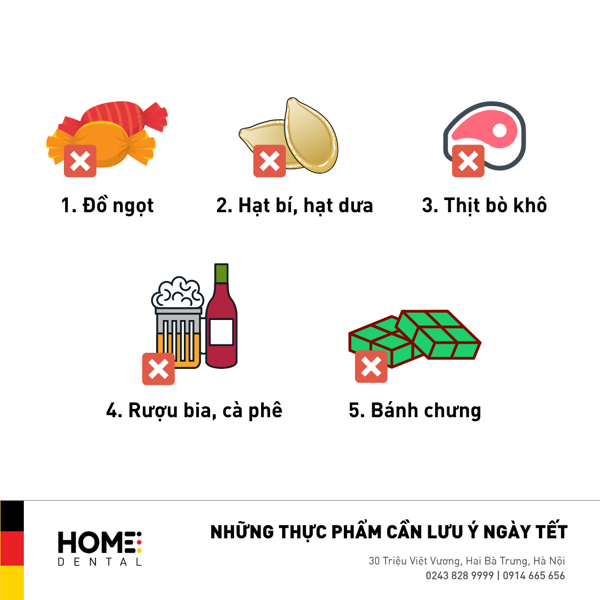 1. Đồ ngọt
2. Hạt bí, hạt dưa
3. Thịt bò khô
4. Rượu bia, cà phê
5. Bánh chưng
HOME
DENTAL
NHỮNG THỰC PHẨM CẦN LƯU Ý NGÀY TẾT
30 Triệu Việt Vương, Hai Bà Trưng, Hà Nội
0243 828 9999 | 0914 665 656